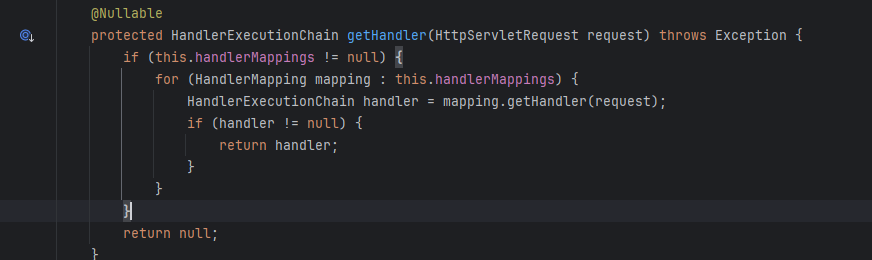 @Nullable
protected HandlerExecutionChain getHandler(HttpServletRequest request) throws Exception {
if (this.handlerMappings != null) {
for (HandlerMapping mapping : this.handlerMappings) {
HandlerExecutionChain handler = mapping.getHandler(request);
if (handler != null) {
return handler;
}
}
}
return null;
}